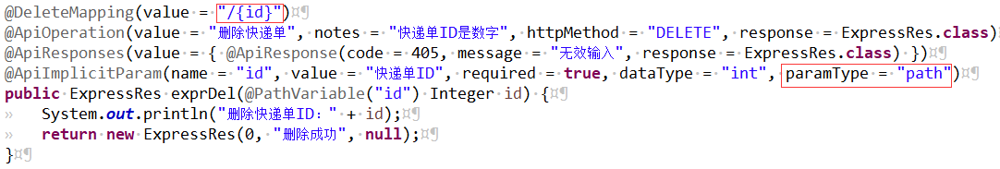 @DeleteMapping(value = "/{id}")
@ApiOperation(value = "删除快递单", notes = "快递单ID是数字", httpMethod = "DELETE", response = ExpressRes.class)
@ApiResponses(value = { @ApiResponse(code = 405, message = "无效输入", response = ExpressRes.class) })
@ApiImplicitParam(name = "id", value = "快递单ID", required = true, dataType = "int", paramType = "path")
public ExpressRes exprDel(@PathVariable("id") Integer id) {
    System.out.println("删除快递单ID：" + id);
    return new ExpressRes(0, "删除成功", null);
}